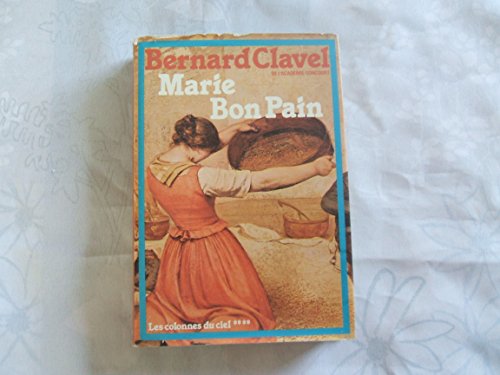 Bernard Clavel
DE L'ACADÉMIE GONCOURT
Marie
Bon Pain
Les colonnes du ciel ****